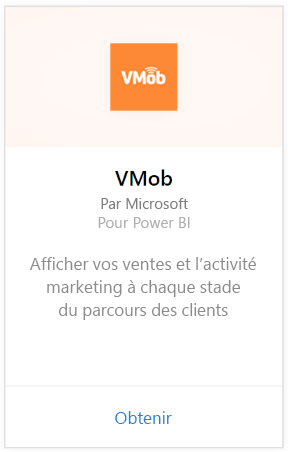 VMob
VMob
Par Microsoft
Pour Power BI
Afficher vos ventes et l’activité
marketing à chaque stade
du parcours des clients
Obtenir